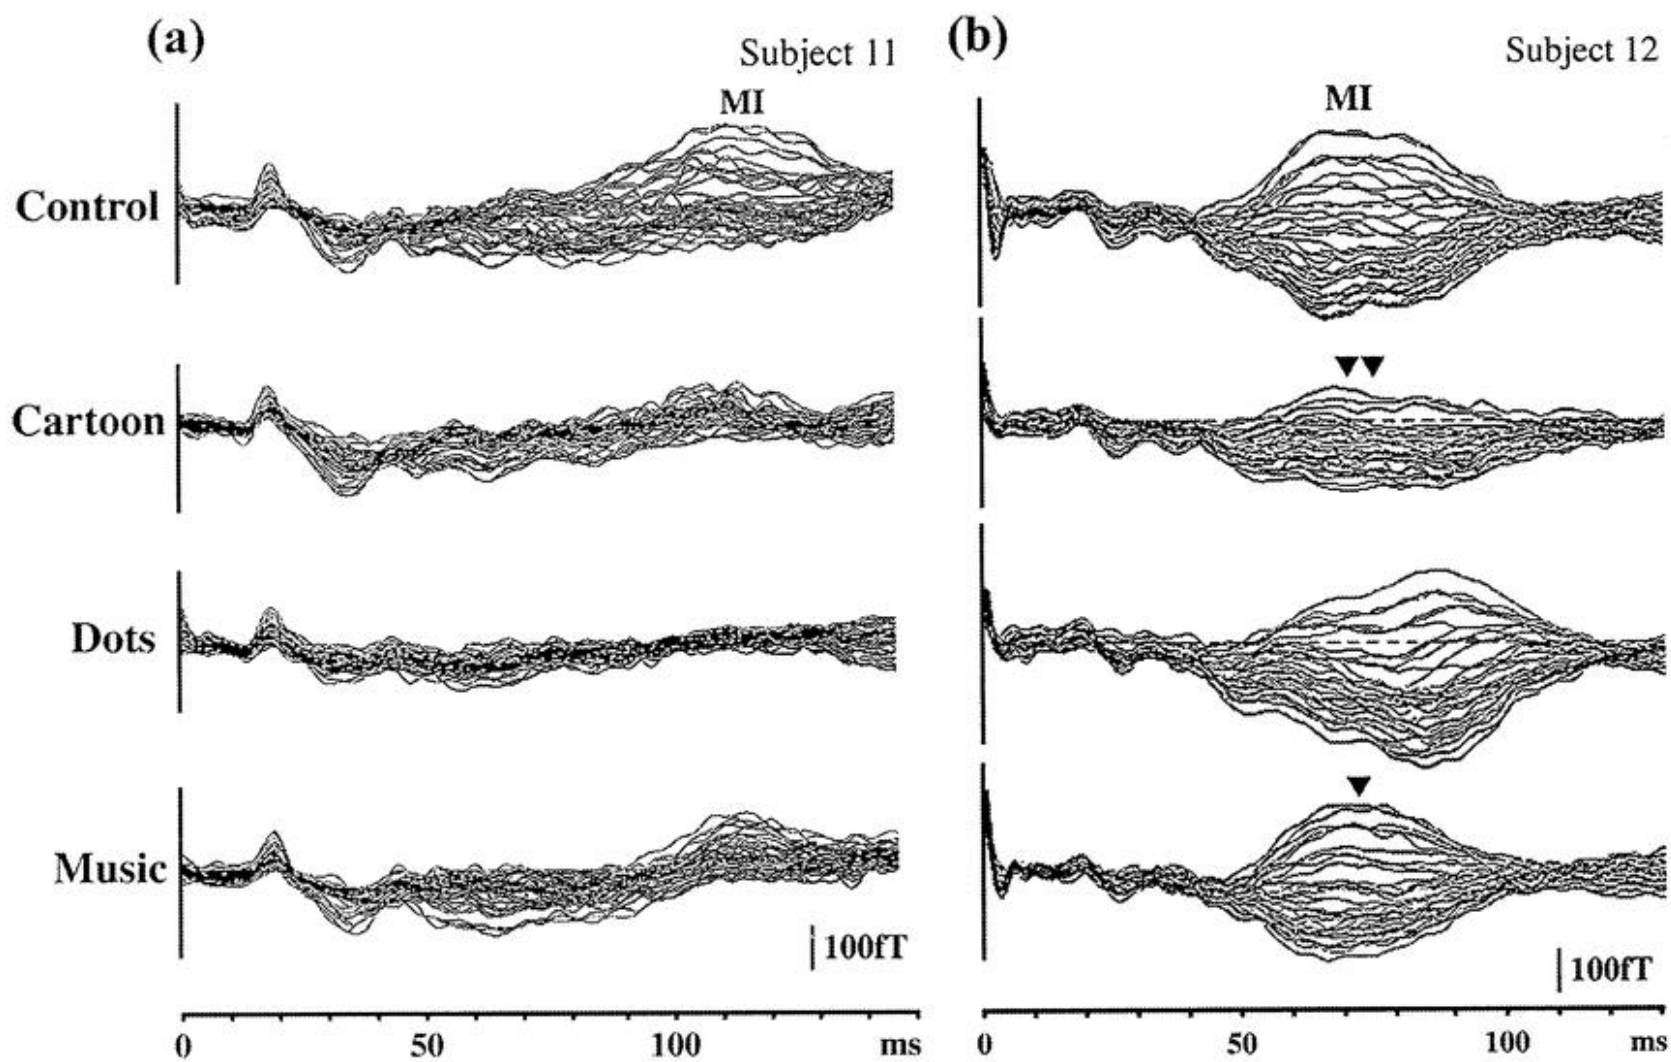 (a)
Subject 11
(b)
Subject 12
MI
MI
Control
Cartoon
Dots
Music
100fT
100fT
0 50 100 ms
0 50 100 ms